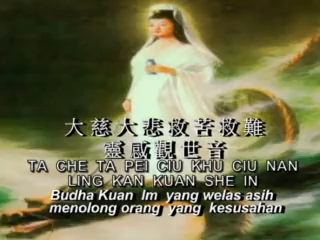 大慈大悲救苦救難
靈感觀世音
TA CHE TA PEI CIU KHU CIU NAN
LING KAN KUAN SHE IN
Budha Kuan Im yang welas asih
menolong orang yang kesusahan